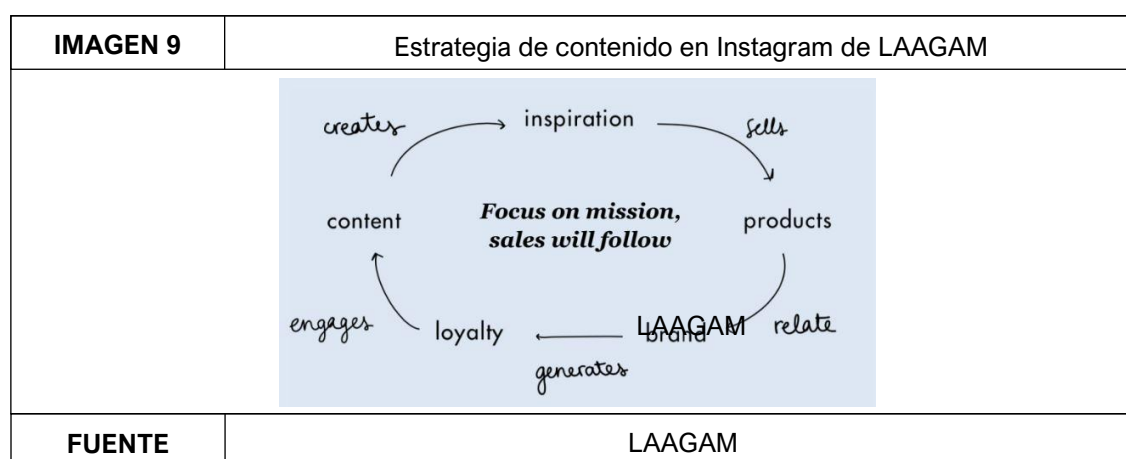 IMAGEN 9
Estrategia de contenido en Instagram de LAAGAM
creates
inspiration
sells
content
Focus on mission,
sales will follow
products
engages
loyalty
LAAGAM
brand
relate
generates
FUENTE
LAAGAM